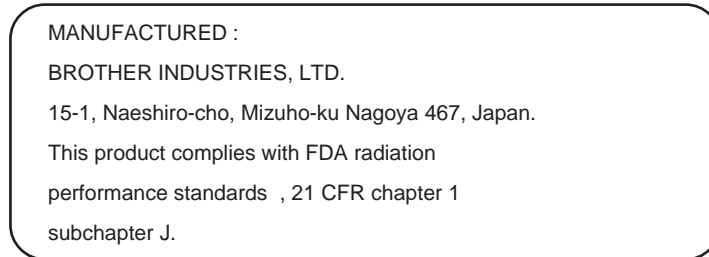 MANUFACTURED :
BROTHER INDUSTRIES, LTD.
15-1, Naeshiro-cho, Mizuho-ku Nagoya 467, Japan.
This product complies with FDA radiation
performance standards , 21 CFR chapter 1
subchapter J.